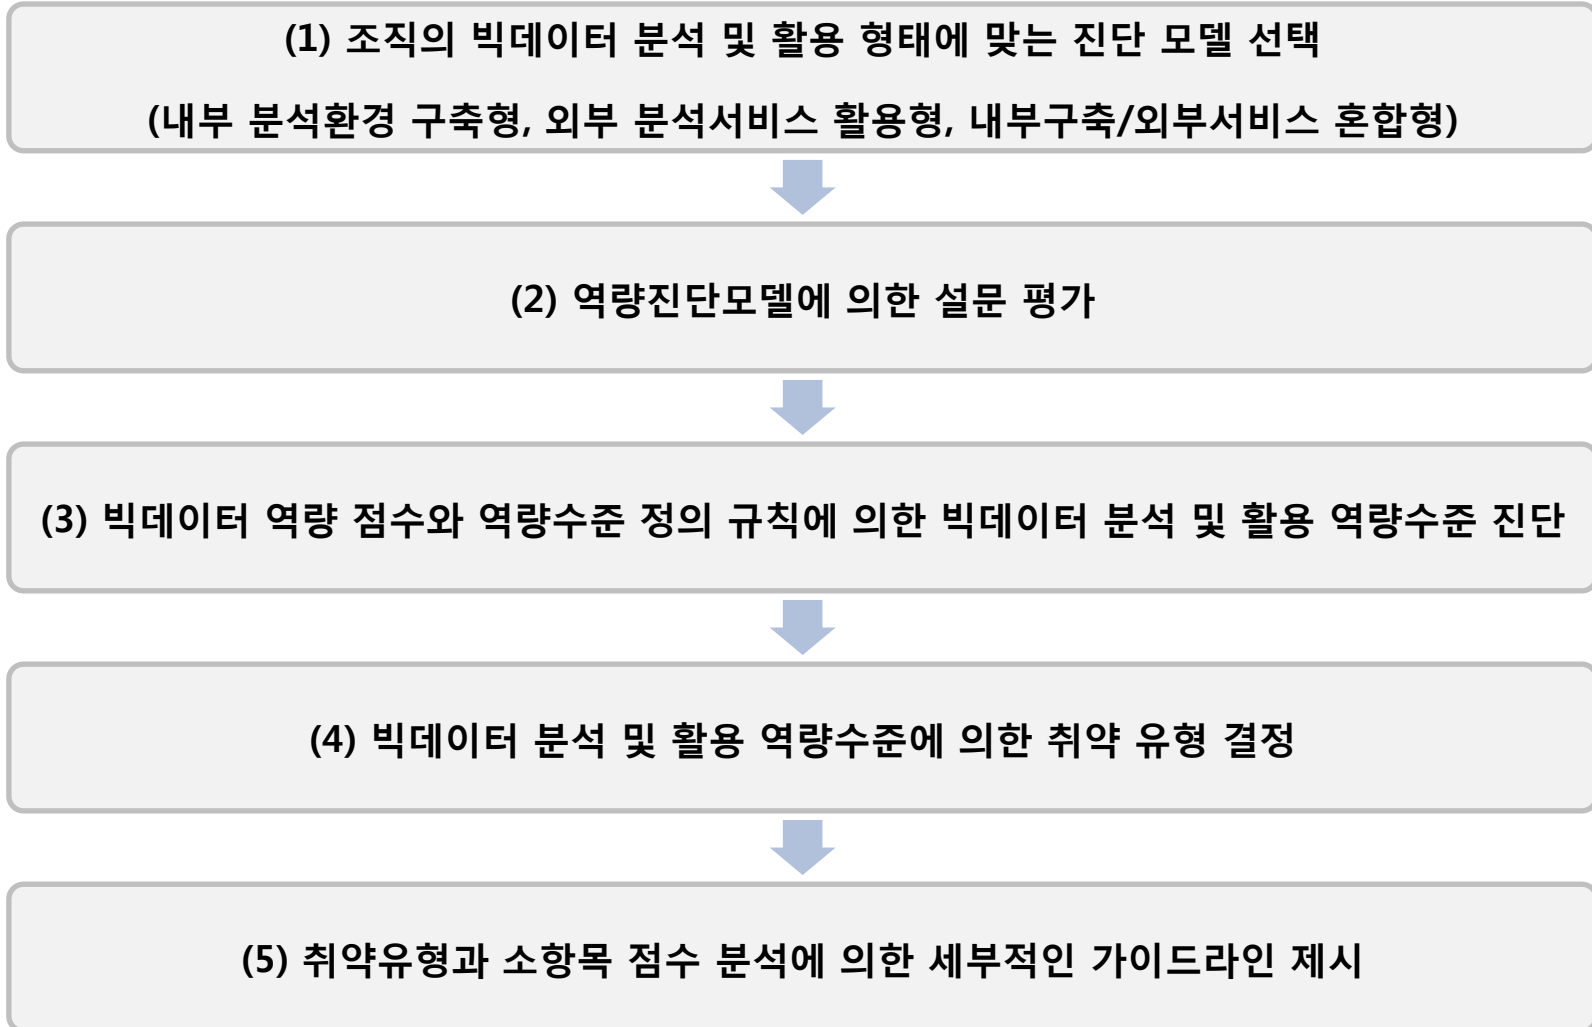 (1) 조직의 빅데이터 분석 및 활용 형태에 맞는 진단 모델 선택
(내부 분석환경 구축형, 외부 분석서비스 활용형, 내부구축/외부서비스 혼합형)
(2) 역량진단모델에 의한 설문 평가
(3) 빅데이터 역량 점수와 역량수준 정의 규칙에 의한 빅데이터 분석 및 활용 역량수준 진단
(4) 빅데이터 분석 및 활용 역량수준에 의한 취약 유형 결정
(5) 취약유형과 소항목 점수 분석에 의한 세부적인 가이드라인 제시